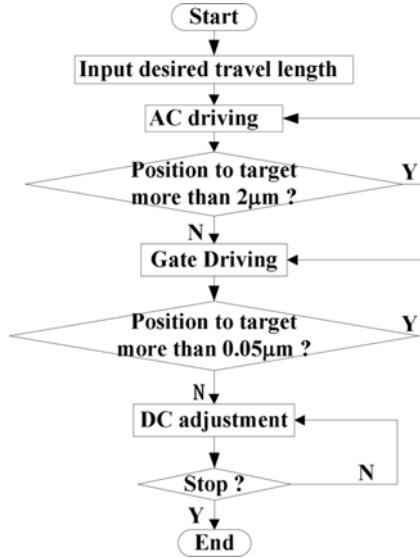 Start
Input desired travel length
AC driving
Position to target
more than 2μm ?
Y
N
Gate Driving
Position to target
more than 0.05μm ?
Y
N
DC adjustment
Stop ?
N
Y
End